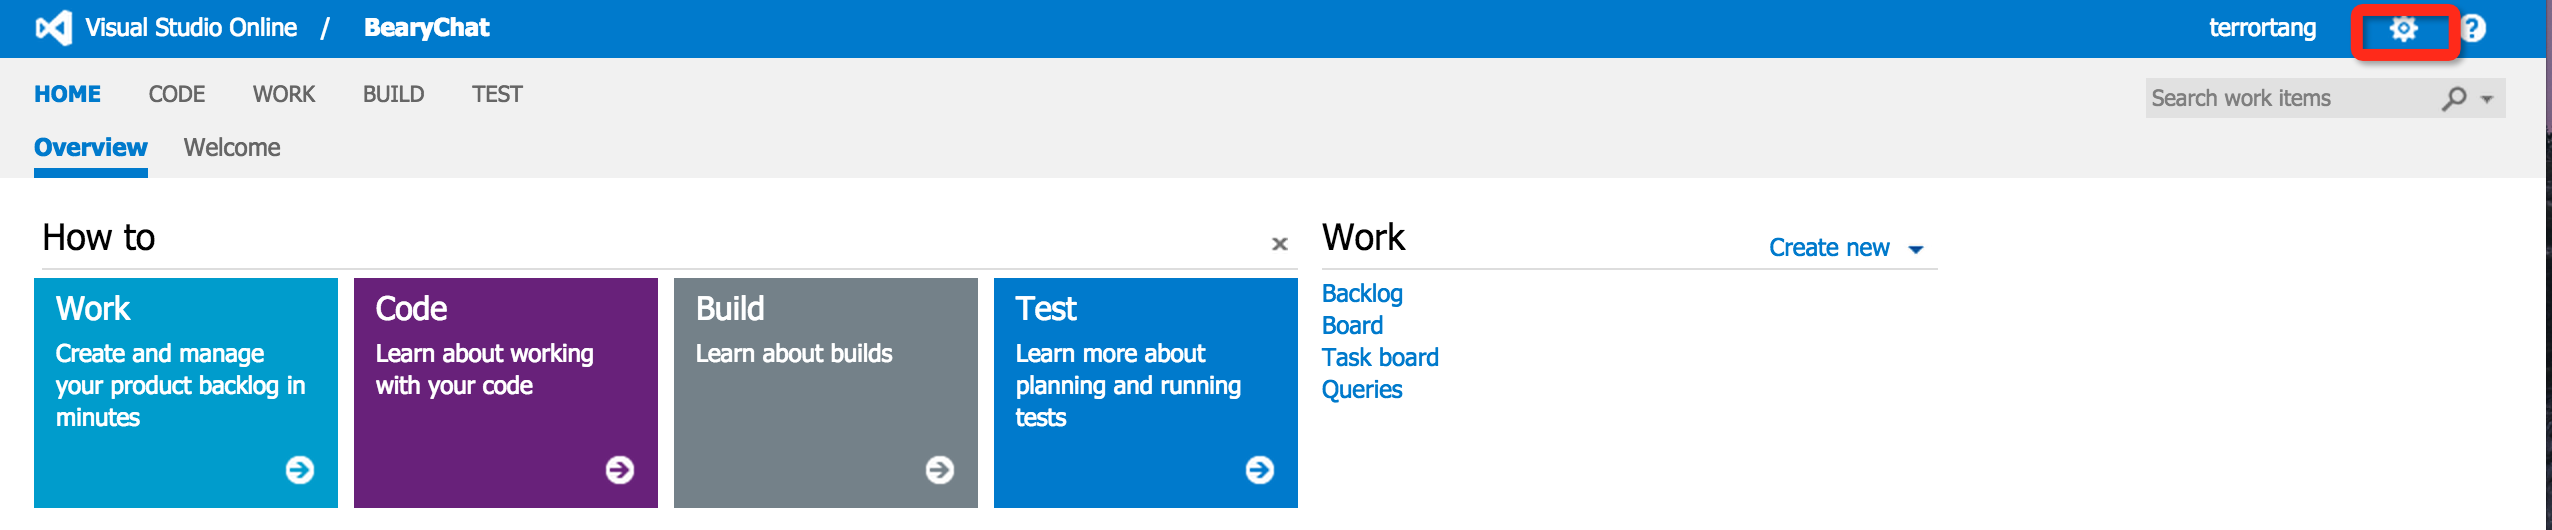 Visual Studio Online / BearyChat
terrortang
HOME CODE WORK BUILD TEST
Search work items
Overview Welcome
How to
Work
Create and manage
your product backlog in
minutes
Code
Learn about working
with your code
Build
Learn about builds
Test
Learn more about
planning and running
tests
Work
Create new
Backlog
Board
Task board
Queries